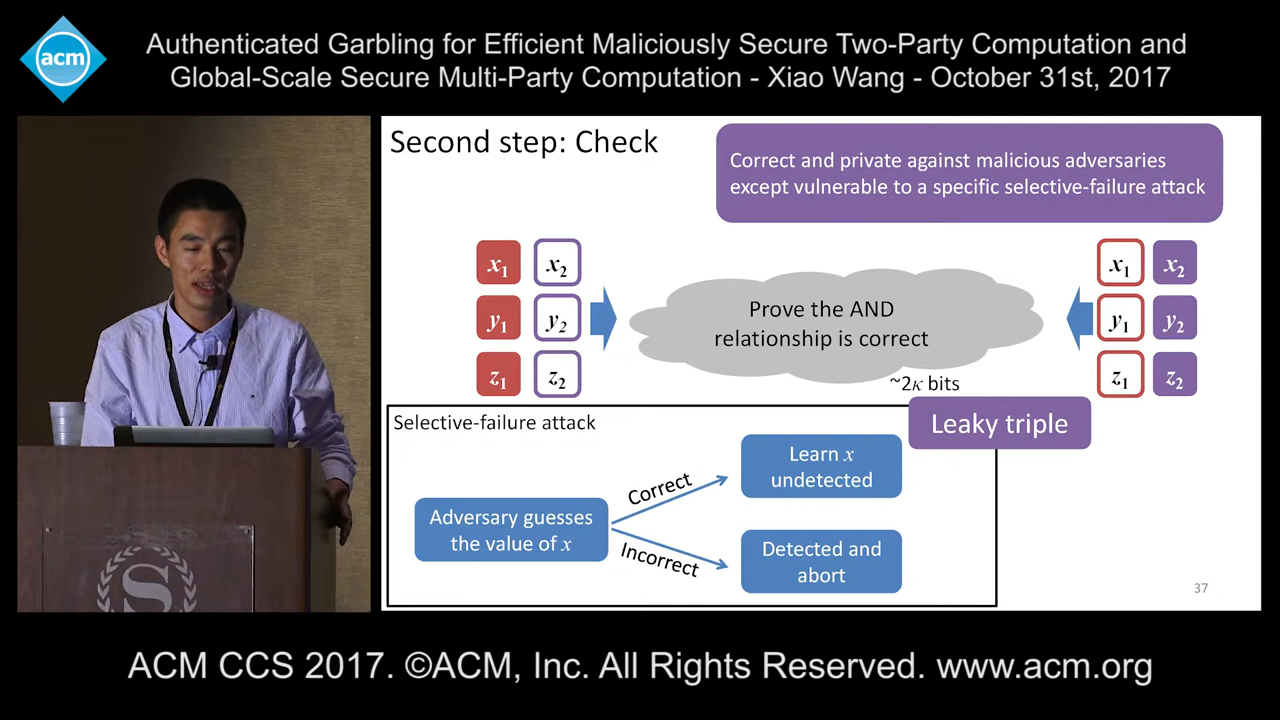 acm
Authenticated Garbling for Efficient Maliciously Secure Two-Party Computation and
Global-Scale Secure Multi-Party Computation - Xiao Wang - October 31st, 2017
Second step: Check
Correct and private against malicious adversaries
except vulnerable to a specific selective-failure attack
x₁ x₂
y₁ y₂
z₁ z₂
Prove the AND
relationship is correct
~2κ bits
x₁ x₂
y₁ y₂
z₁ z₂
Leaky triple
Selective-failure attack
Adversary guesses
the value of x
Correct
Incorrect
Learn x
undetected
Detected and
abort
37
S
ACM CCS 2017. ©ACM, Inc. All Rights Reserved. www.acm.org